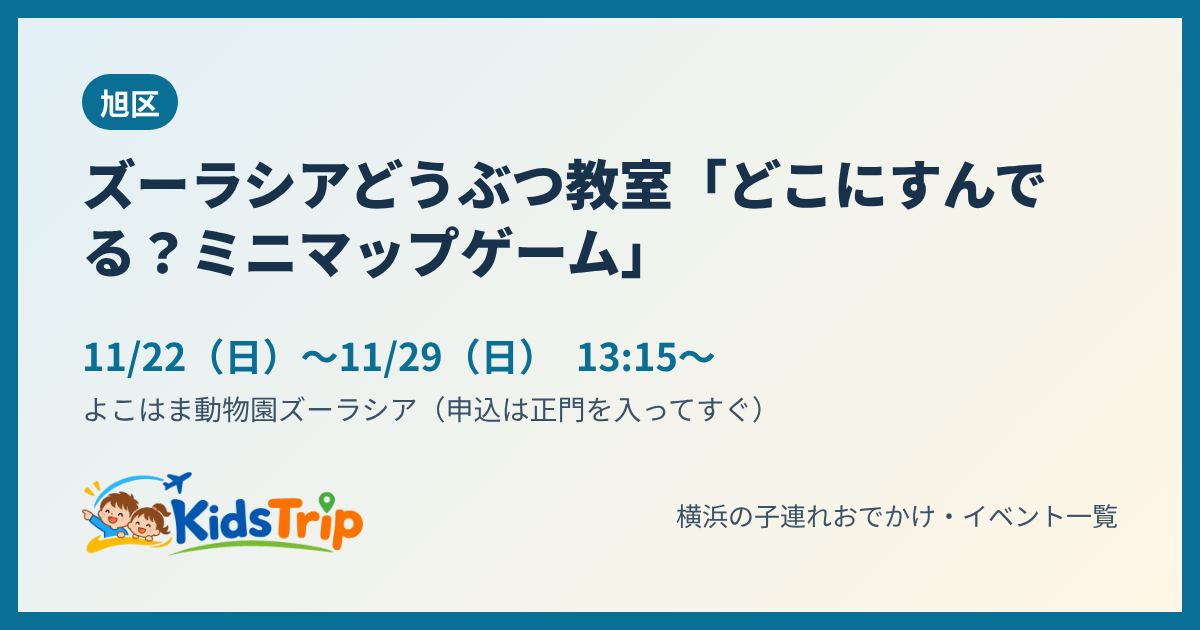 旭区
ズーラシアどうぶつ教室「どこにすんで
る？ミニマップゲーム」
11/22（日）〜11/29（日） 13:15〜
よこはま動物園ズーラシア（申込は正門を入ってすぐ）
KidsTrip
横浜の子連れおでかけ・イベント一覧